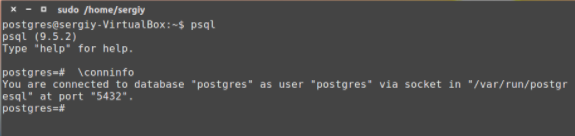 sudo /home/sergiy
postgres@sergiy-VirtualBox:~$ psql
psql (9.5.2)
Type "help" for help.
postgres=#  \conninfo
You are connected to database "postgres" as user "postgres" via socket in "/var/run/postgr
esql" at port "5432".
postgres=#